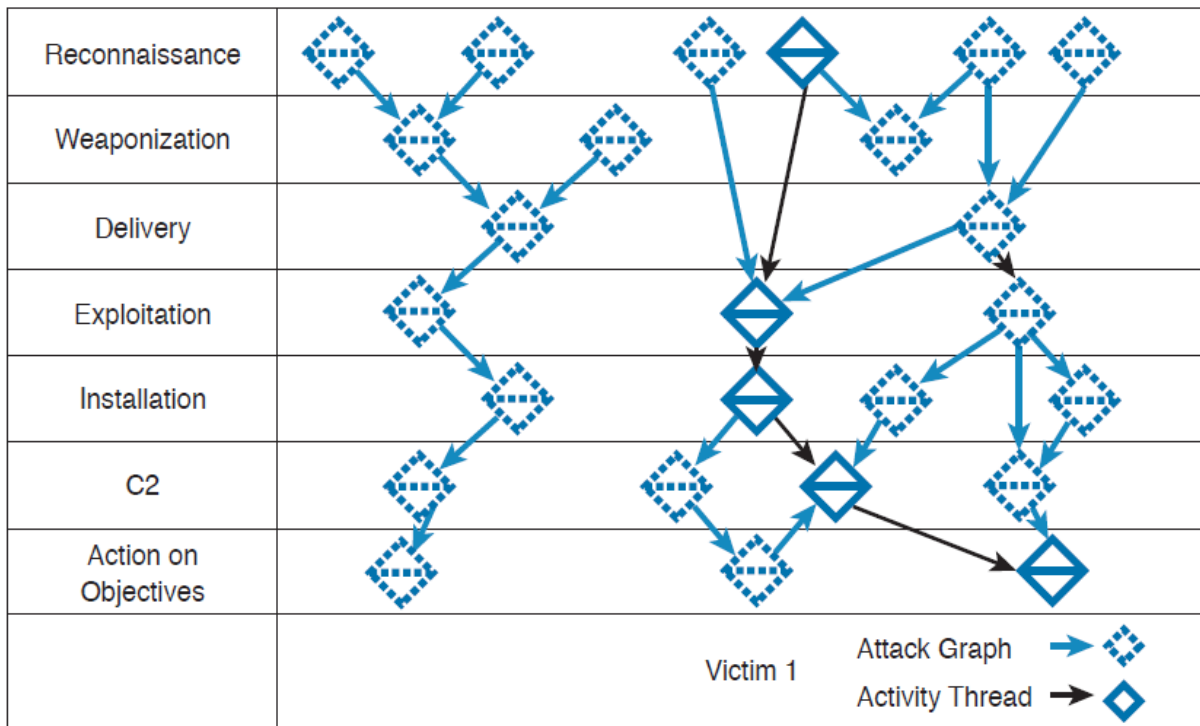 Reconnaissance
Weaponization
Delivery
Exploitation
Installation
C2
Action on
Objectives
Victim 1
Attack Graph
Activity Thread